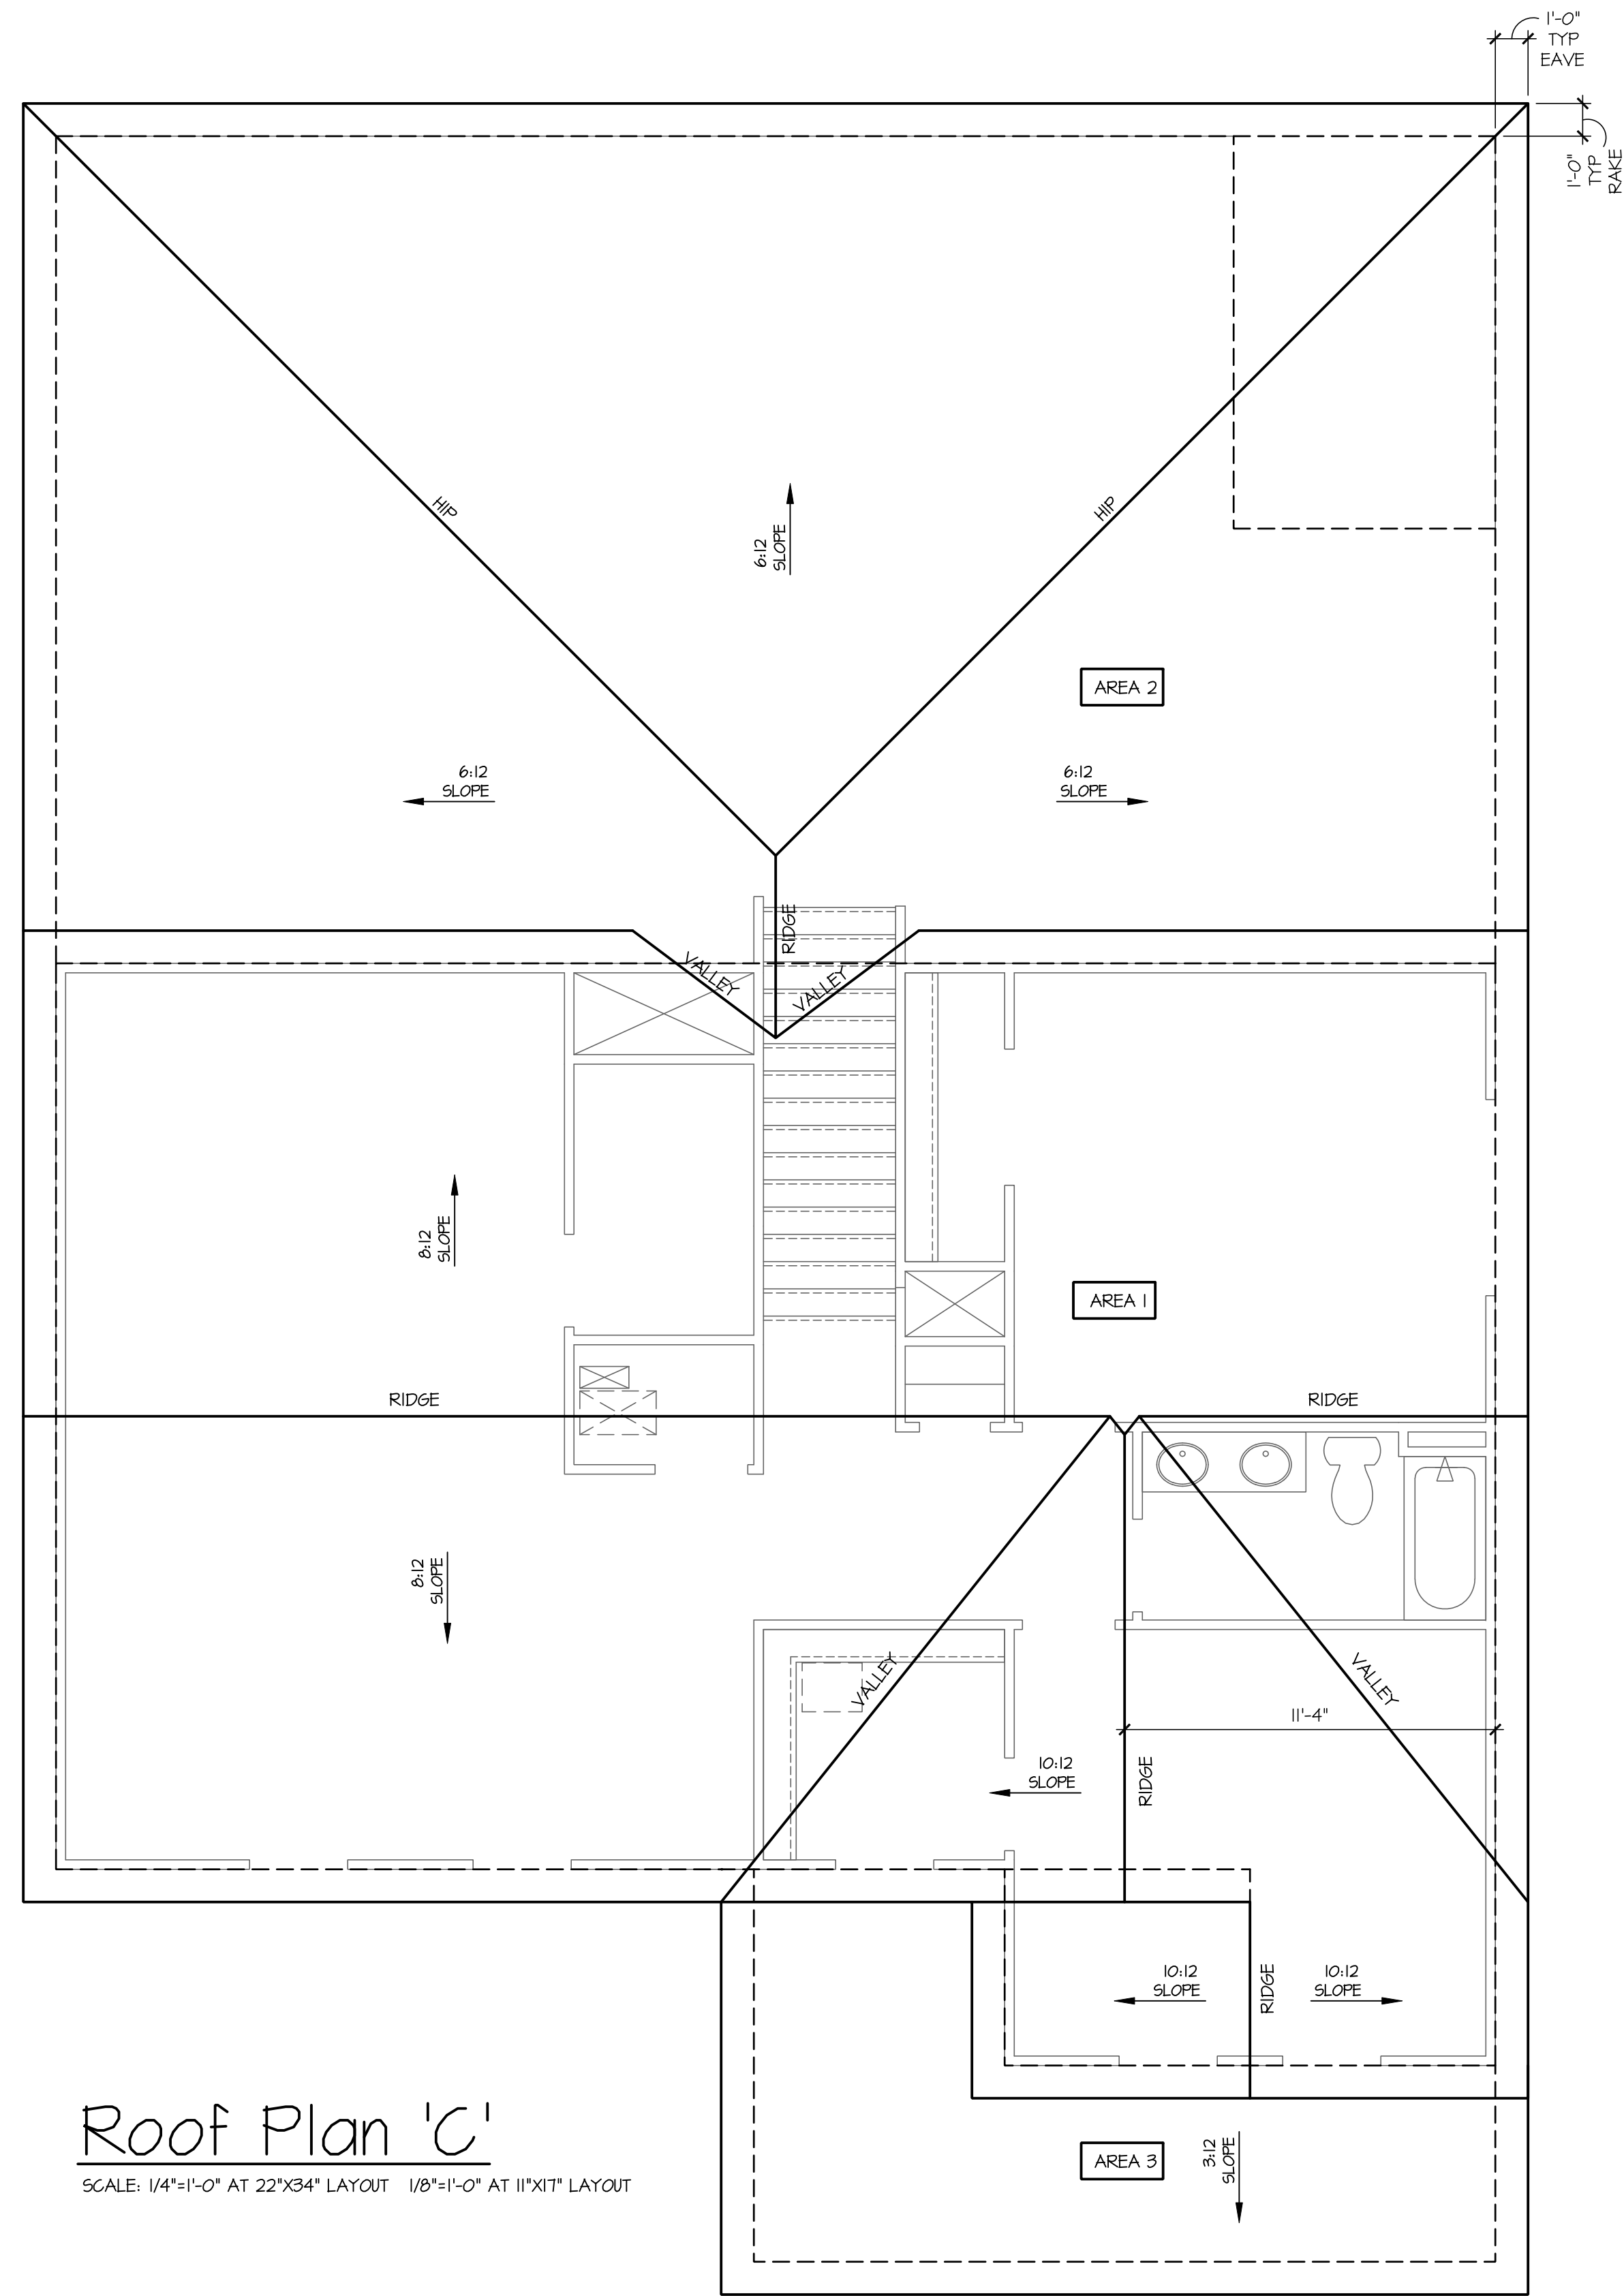 1'-0"
TYP
EAVE
1'-0"
TYP
RAKE
HIP
HIP
6:12
SLOPE
AREA 2
6:12
SLOPE
6:12
SLOPE
RIDGE
VALLEY
VALLEY
8:12
SLOPE
AREA 1
RIDGE
RIDGE
8:12
SLOPE
VALLEY
VALLEY
11'-4"
10:12
SLOPE
RIDGE
10:12
SLOPE
RIDGE
10:12
SLOPE
AREA 3
3:12
SLOPE
Roof Plan 'C'
SCALE: 1/4"=1'-0" AT 22"X34" LAYOUT 1/8"=1'-0" AT 11"X17" LAYOUT